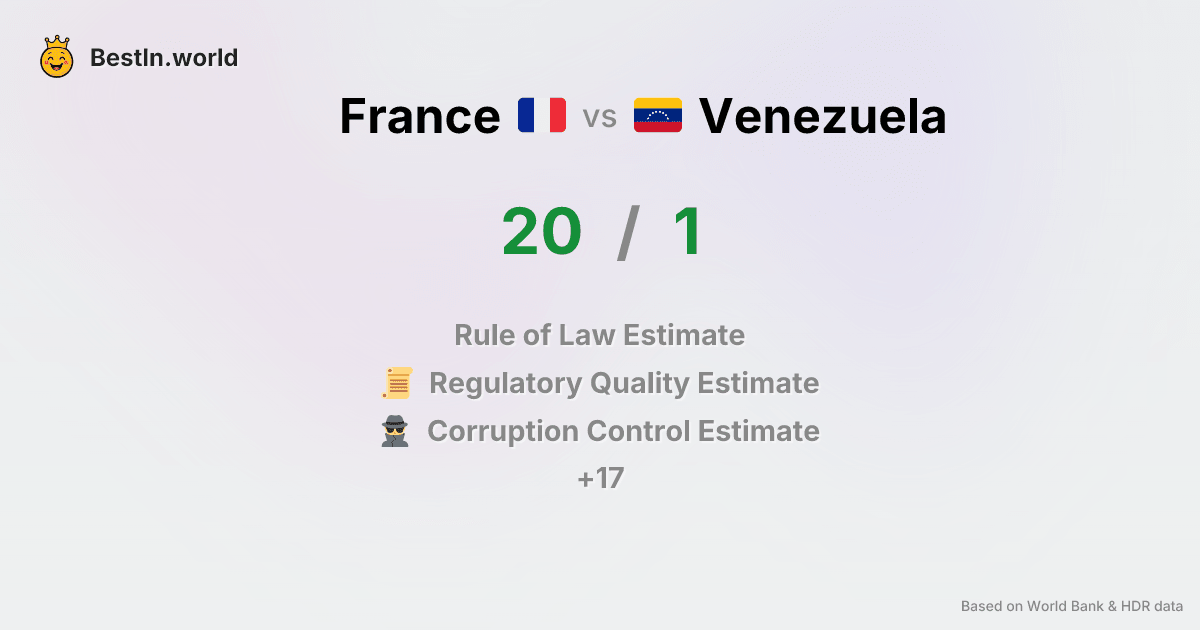 BestIn.world
France vs Venezuela
20 / 1
Rule of Law Estimate
Regulatory Quality Estimate
Corruption Control Estimate
+17
Based on World Bank & HDR data